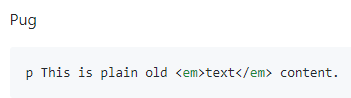 Pug
p This is plain old <em>text</em> content.